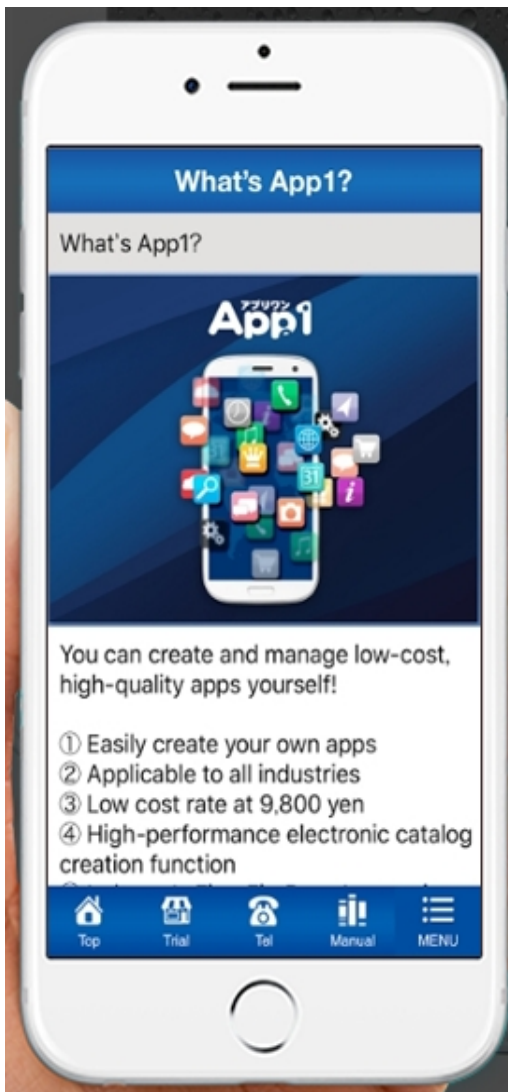 What's App1?
What's App1?
アプリワン
App1
31
31
i
You can create and manage low-cost,
high-quality apps yourself!
① Easily create your own apps
② Applicable to all industries
③ Low cost rate at 9,800 yen
④ High-performance electronic catalog
creation function
Top
Trial
Tel
Manual
MENU